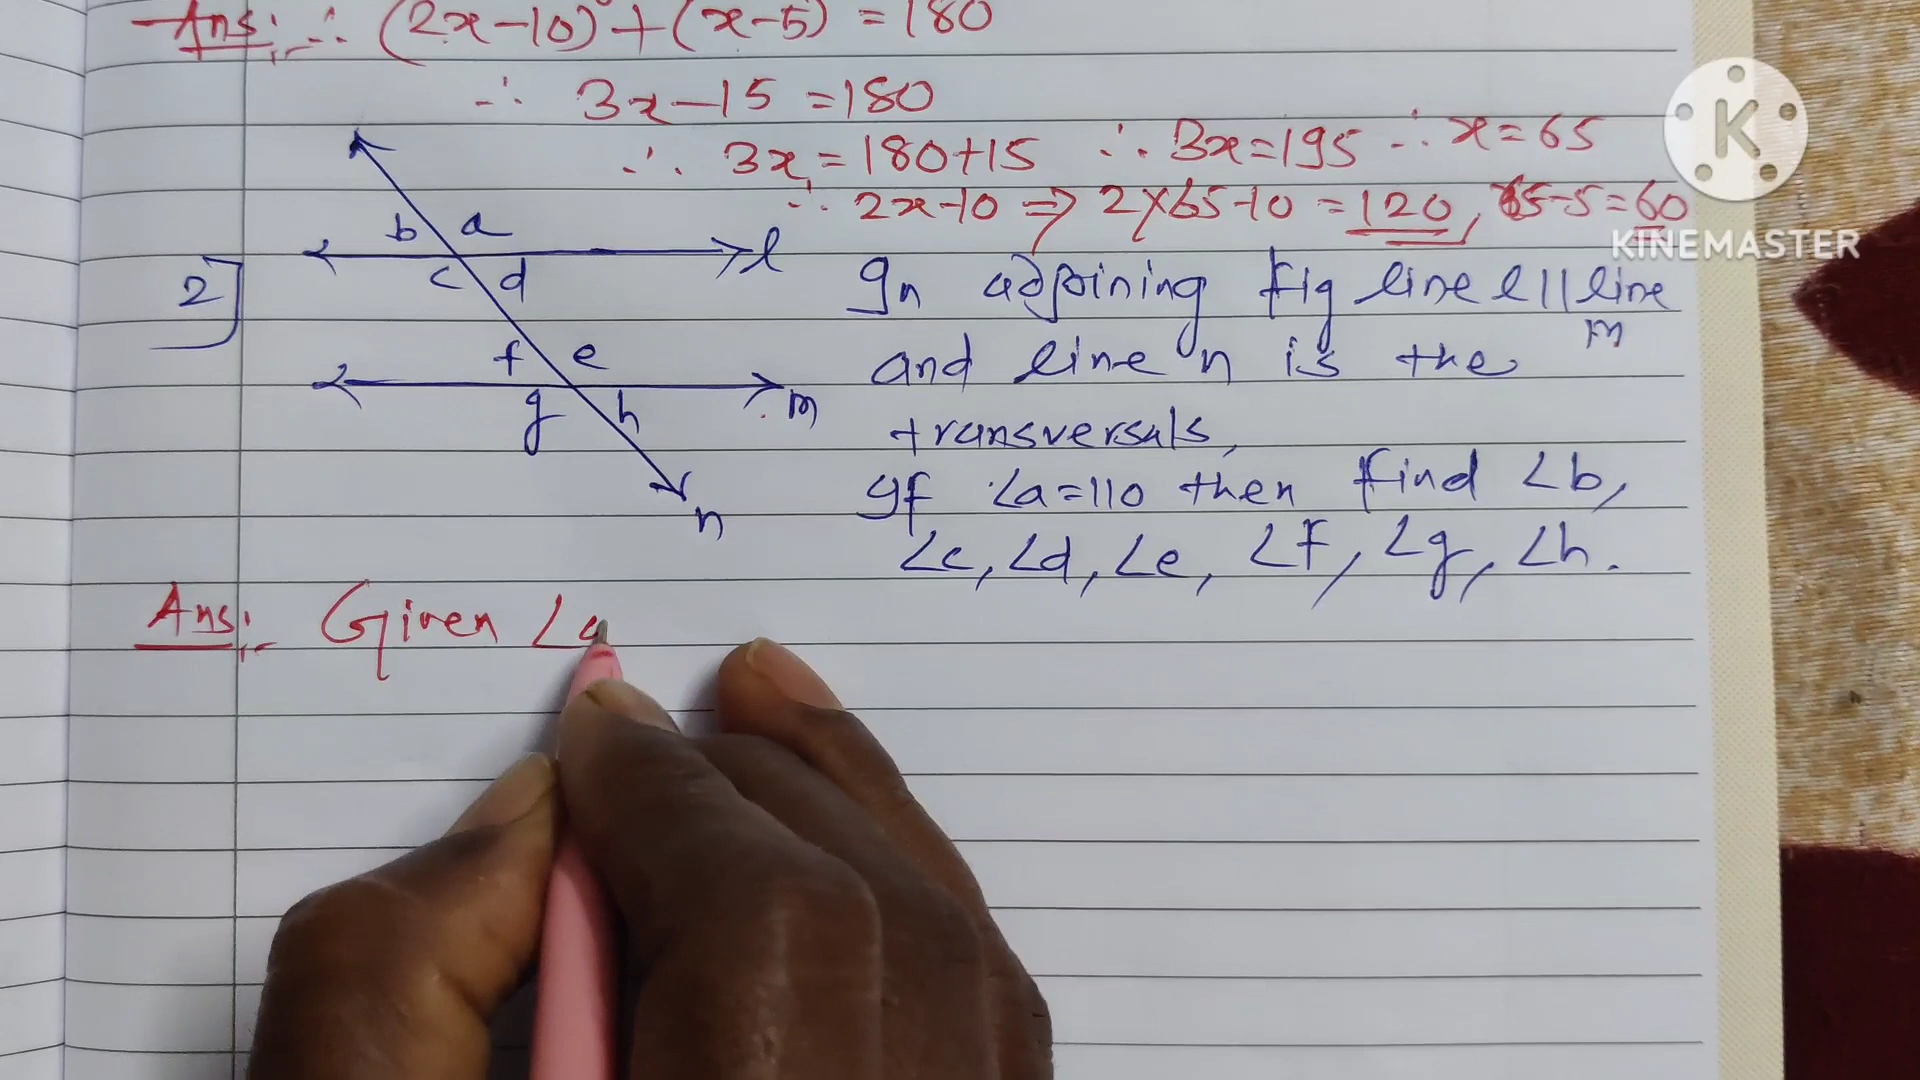 Ans:- ∴ (2x-10)° + (x-5) = 180
∴ 3x-15 = 180
∴ 3x = 180+15 ∴ 3x = 195 ∴ x = 65
∴ 2x-10 ⇒ 2×65-10 = 120, 65-5 = 60
K
KINEMASTER
2]
b a
c d
l
f e
g h
m
n
In adjoining fig line l || line
m
and line n is the
transversals,
If ∠a=110 then find ∠b,
∠c, ∠d, ∠e, ∠f, ∠g, ∠h.
Ans:- Given ∠a